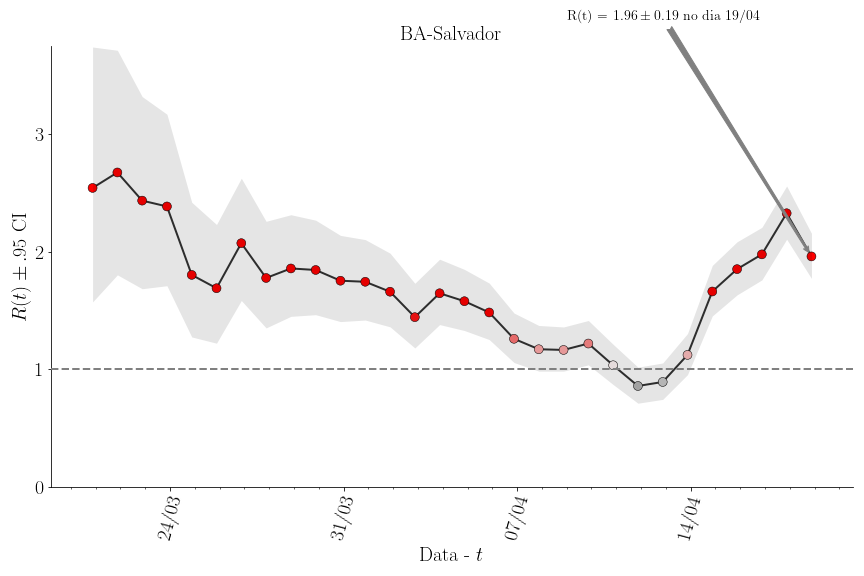 R(t) = 1.96 ± 0.19 no dia 19/04
BA-Salvador
R(t) ± .95 CI
3
2
1
0
24/03
31/03
07/04
14/04
Data - t